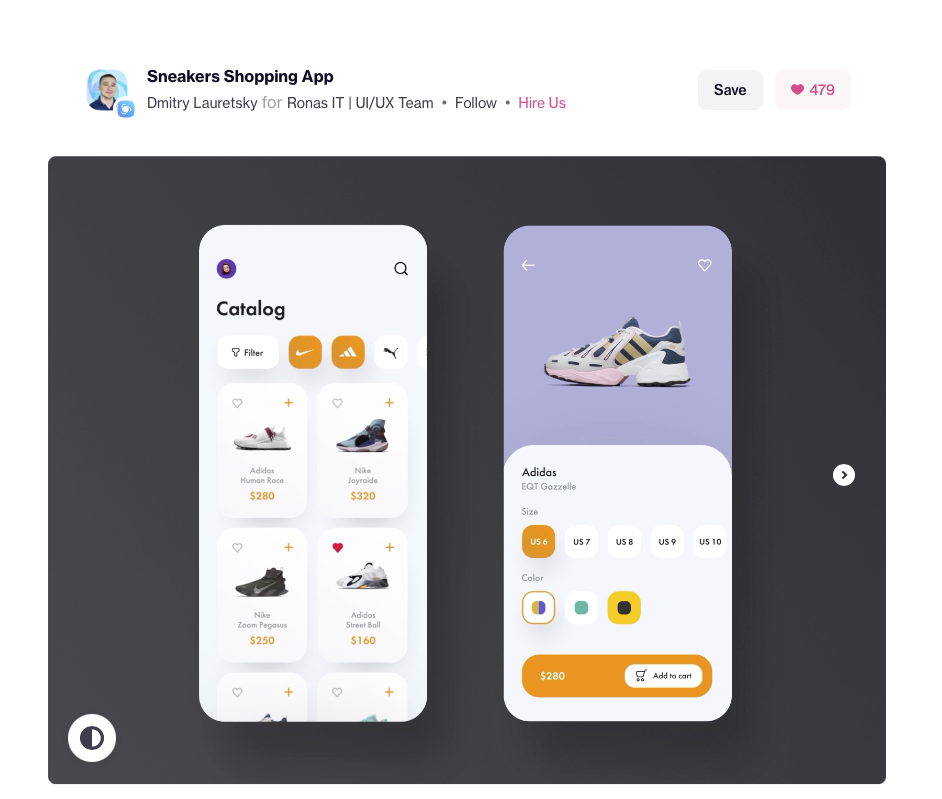 Sneakers Shopping App
Dmitry Lauretsky for Ronas IT | UI/UX Team • Follow • Hire Us
Save
479
Catalog
Filter
Adidas
Human Race
$280
Nike
Joyraide
$320
Nike
Zoom Pegasus
$250
Adidas
Street Ball
$160
Adidas
EQT Gazzelle
Size
US 6
US 7
US 8
US 9
US 10
Color
$280
Add to cart